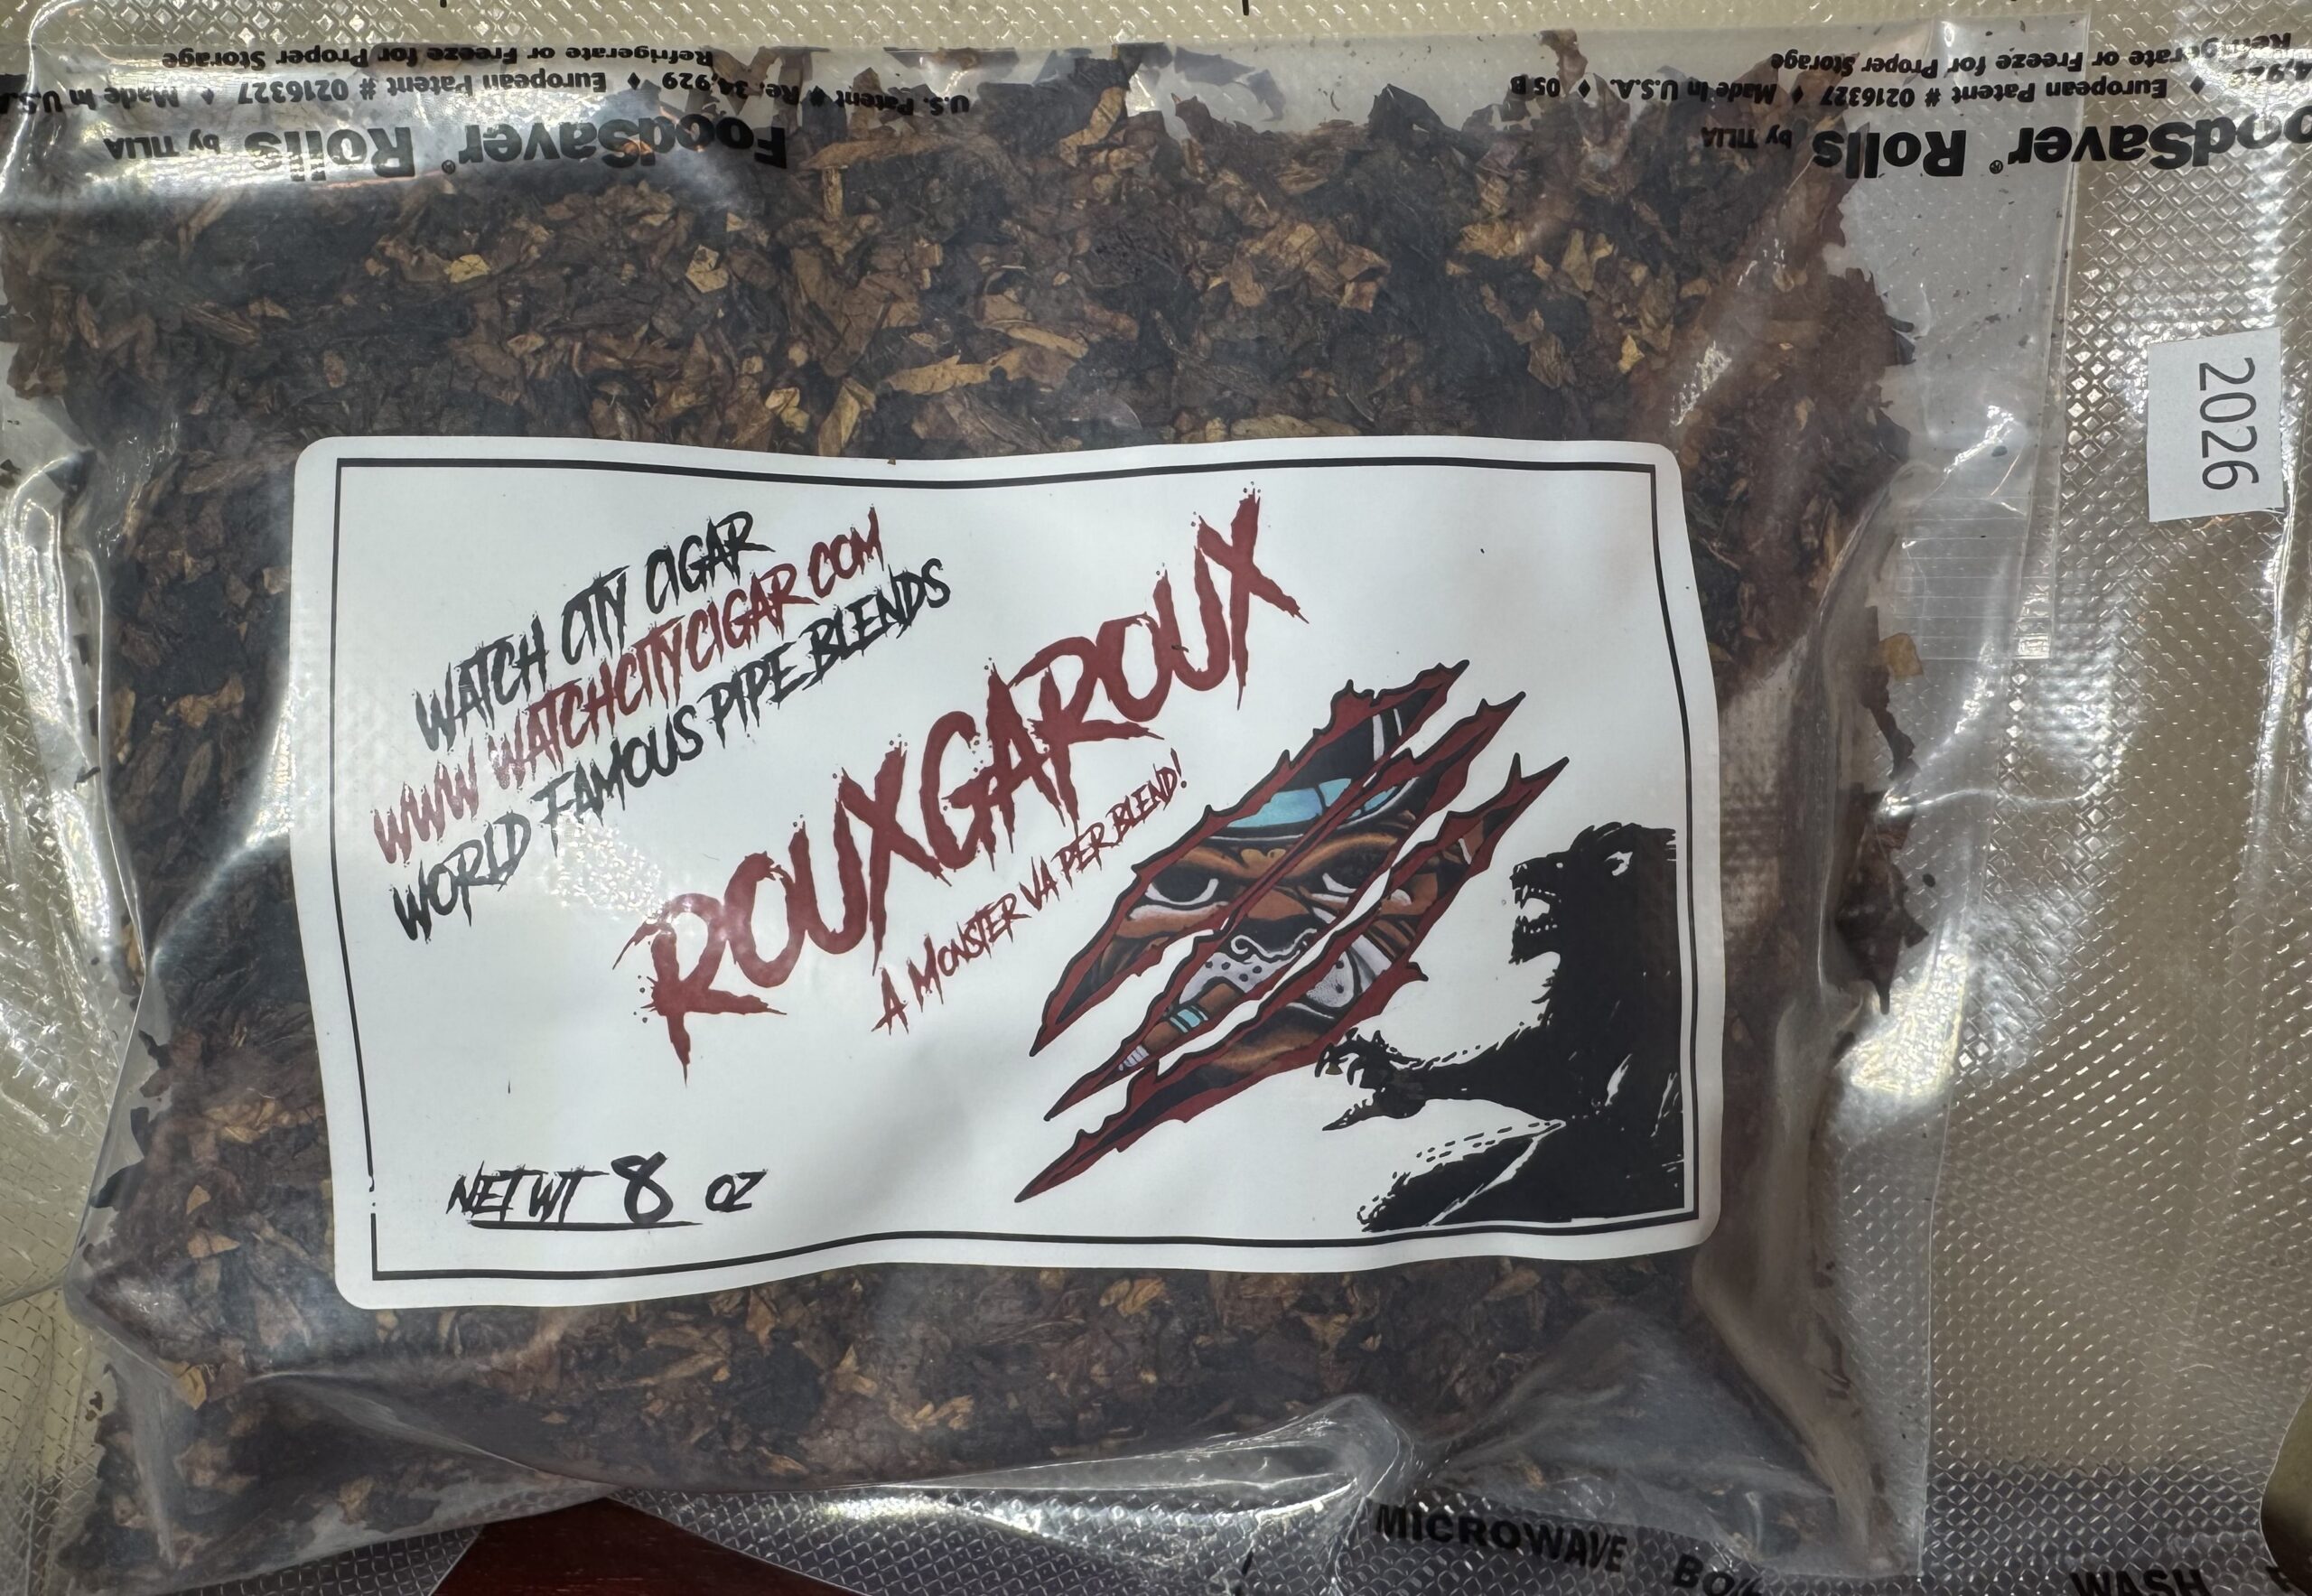 Refrigerate or Freeze for Proper Storage
U.S. Patent # Re. 34,929 ♦ European Patent # 0216327 ♦ Made In U.S.A.
FoodSaver® Rolls by TILIA
or Freeze for Proper Storage
♦ European Patent # 0216327 ♦ Made In U.S.A. ♦ 05 B
Rolls by TILIA
2026
WATCH CITY CIGAR
WWW WATCHCITYCIGAR.COM
WORLD FAMOUS PIPE BLENDS
ROUXGAROUX
A MONSTER VA PER BLEND!
NET WT 8 OZ
MICROWAVE
WASH